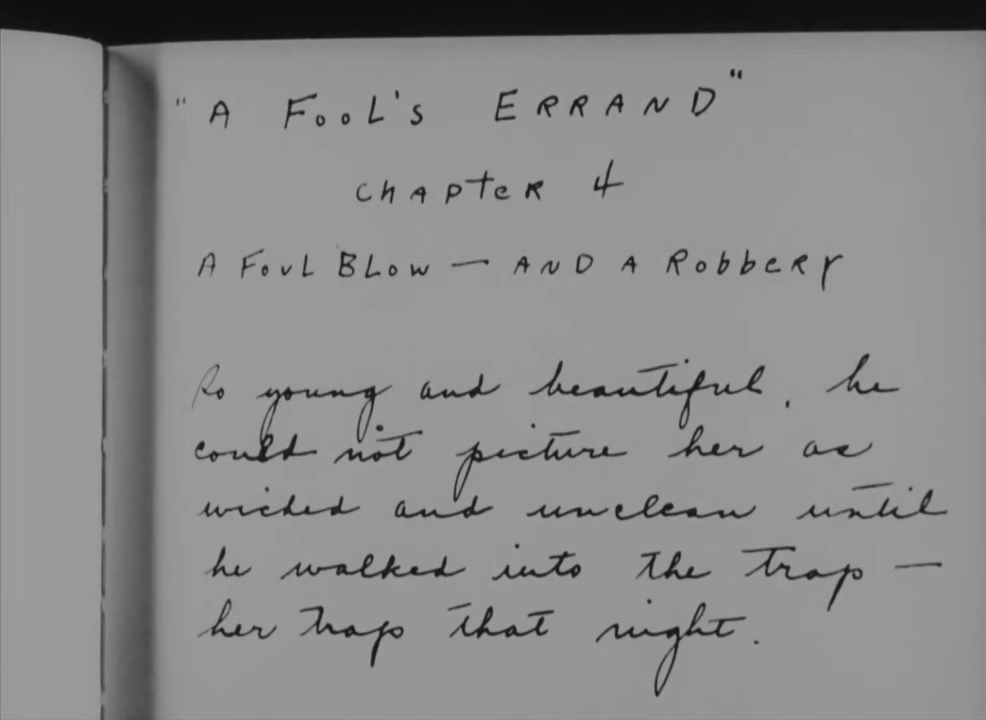 "A FOOL'S ERRAND"
CHAPTER 4
A FOUL BLOW — AND A ROBBERY
So young and beautiful, he
could not picture her as
wicked and unclean until
he walked into the trap —
her trap that night.